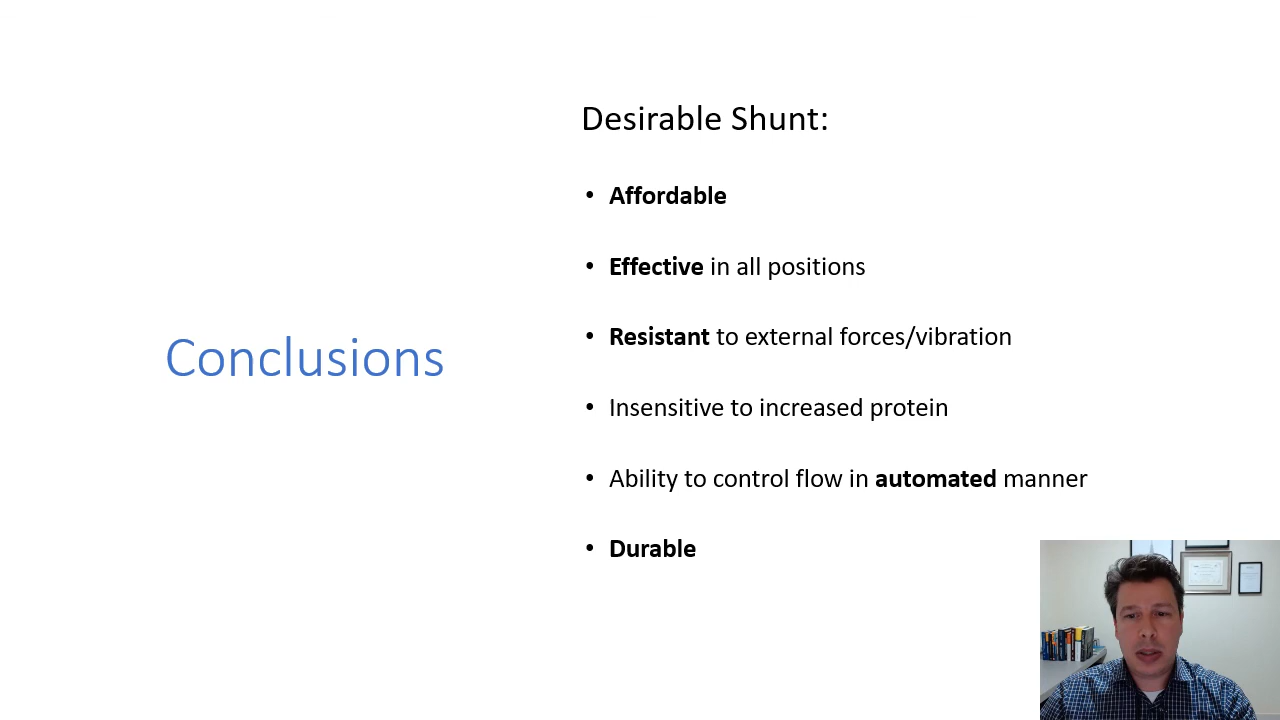 Conclusions
Desirable Shunt:
• Affordable
• Effective in all positions
• Resistant to external forces/vibration
• Insensitive to increased protein
• Ability to control flow in automated manner
• Durable